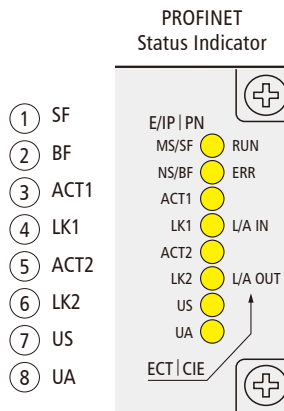 PROFINET
Status Indicator
1 SF
2 BF
3 ACT1
4 LK1
5 ACT2
6 LK2
7 US
8 UA
E/IP | PN
MS/SF RUN
NS/BF ERR
ACT1
LK1 L/A IN
ACT2
LK2 L/A OUT
US
UA
ECT | CIE